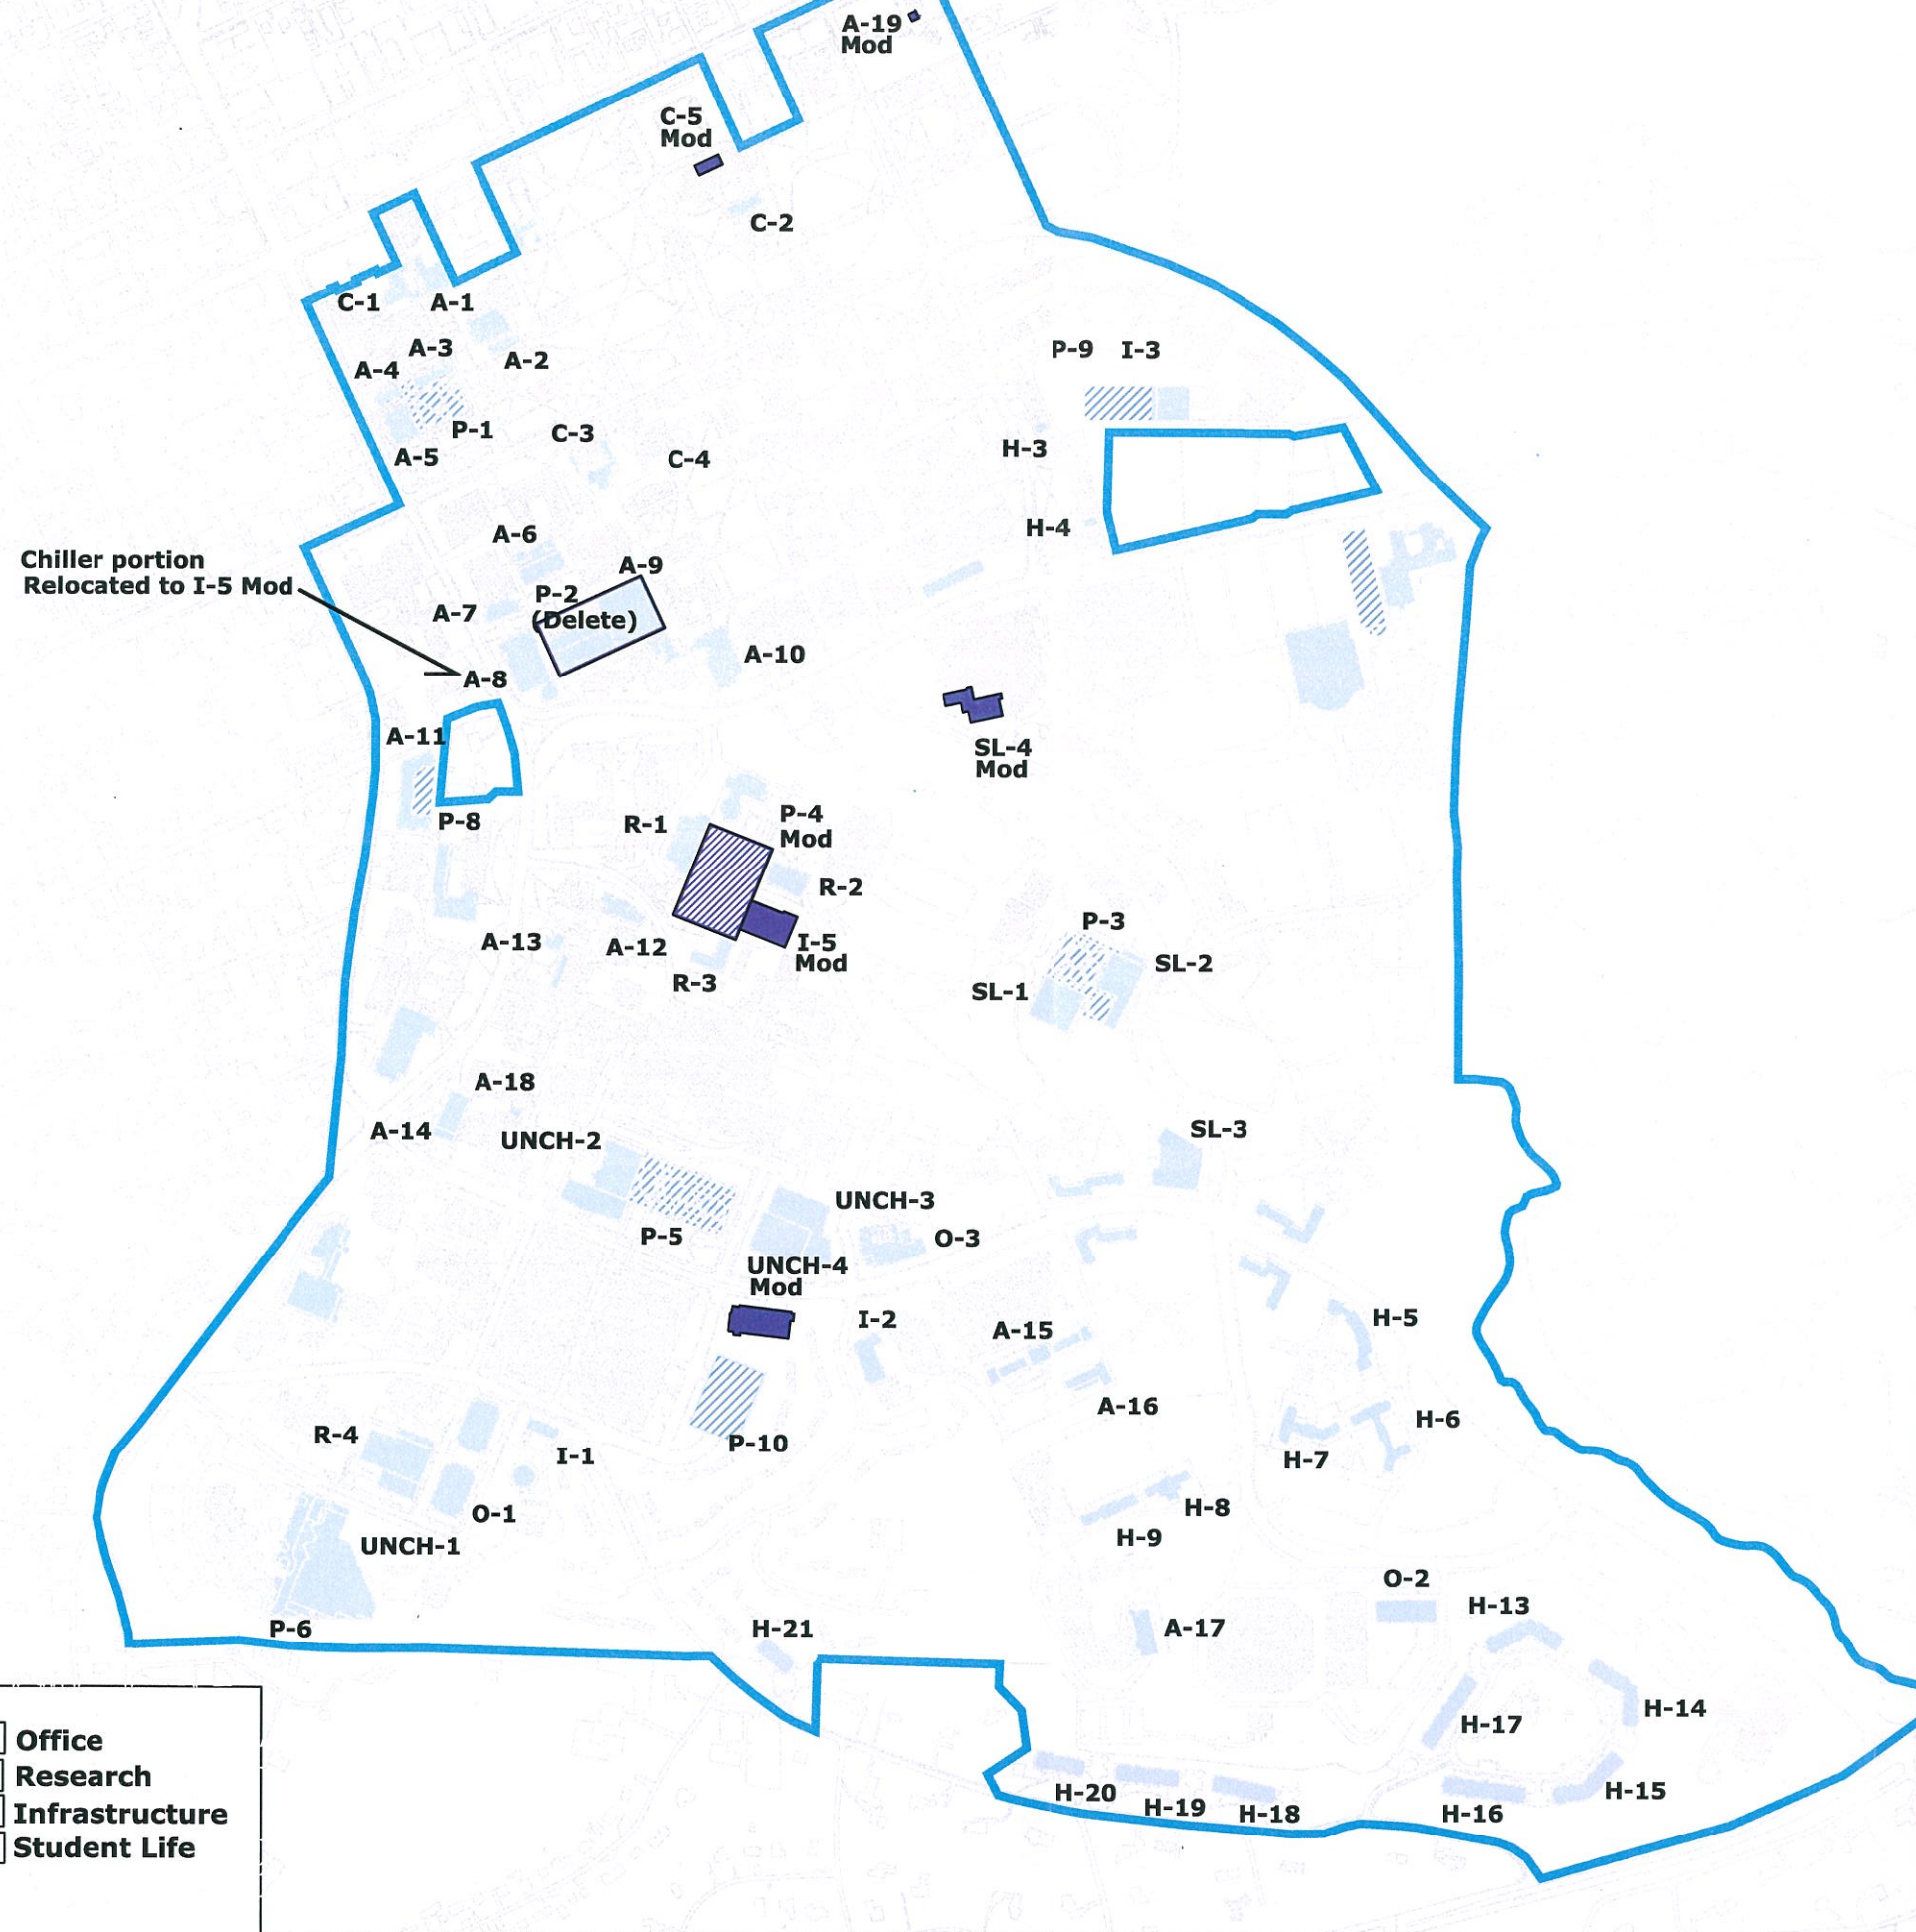 A-19
Mod
C-5
Mod
C-2
C-1
A-1
A-3
A-4
A-2
P-9
I-3
P-1
C-3
C-4
A-5
H-3
A-6
H-4
Chiller portion
Relocated to I-5 Mod
A-9
P-2
(Delete)
A-7
A-10
A-8
A-11
SL-4
Mod
P-8
R-1
P-4
Mod
R-2
P-3
A-13
A-12
I-5
Mod
SL-2
R-3
SL-1
A-18
A-14
UNCH-2
SL-3
UNCH-3
P-5
O-3
UNCH-4
Mod
I-2
A-15
H-5
A-16
H-6
R-4
P-10
I-1
H-7
O-1
H-8
UNCH-1
H-9
O-2
H-13
P-6
H-21
A-17
H-14
H-17
H-20
H-19
H-18
H-16
H-15
Office
Research
Infrastructure
Student Life